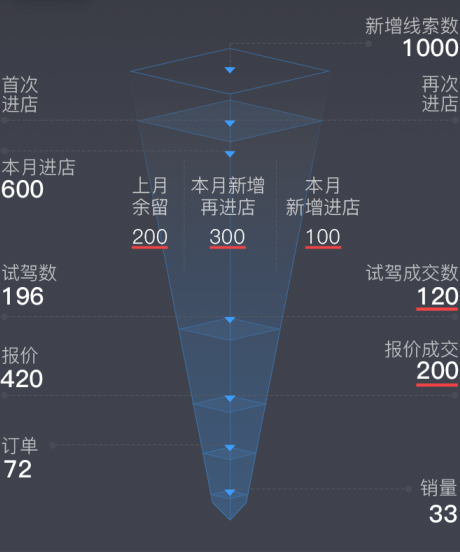 新增线索数
1000
首次
进店
再次
进店
本月进店
600
上月
余留
200
本月新增
再进店
300
本月
新增进店
100
试驾数
196
试驾成交数
120
报价
420
报价成交
200
订单
72
销量
33